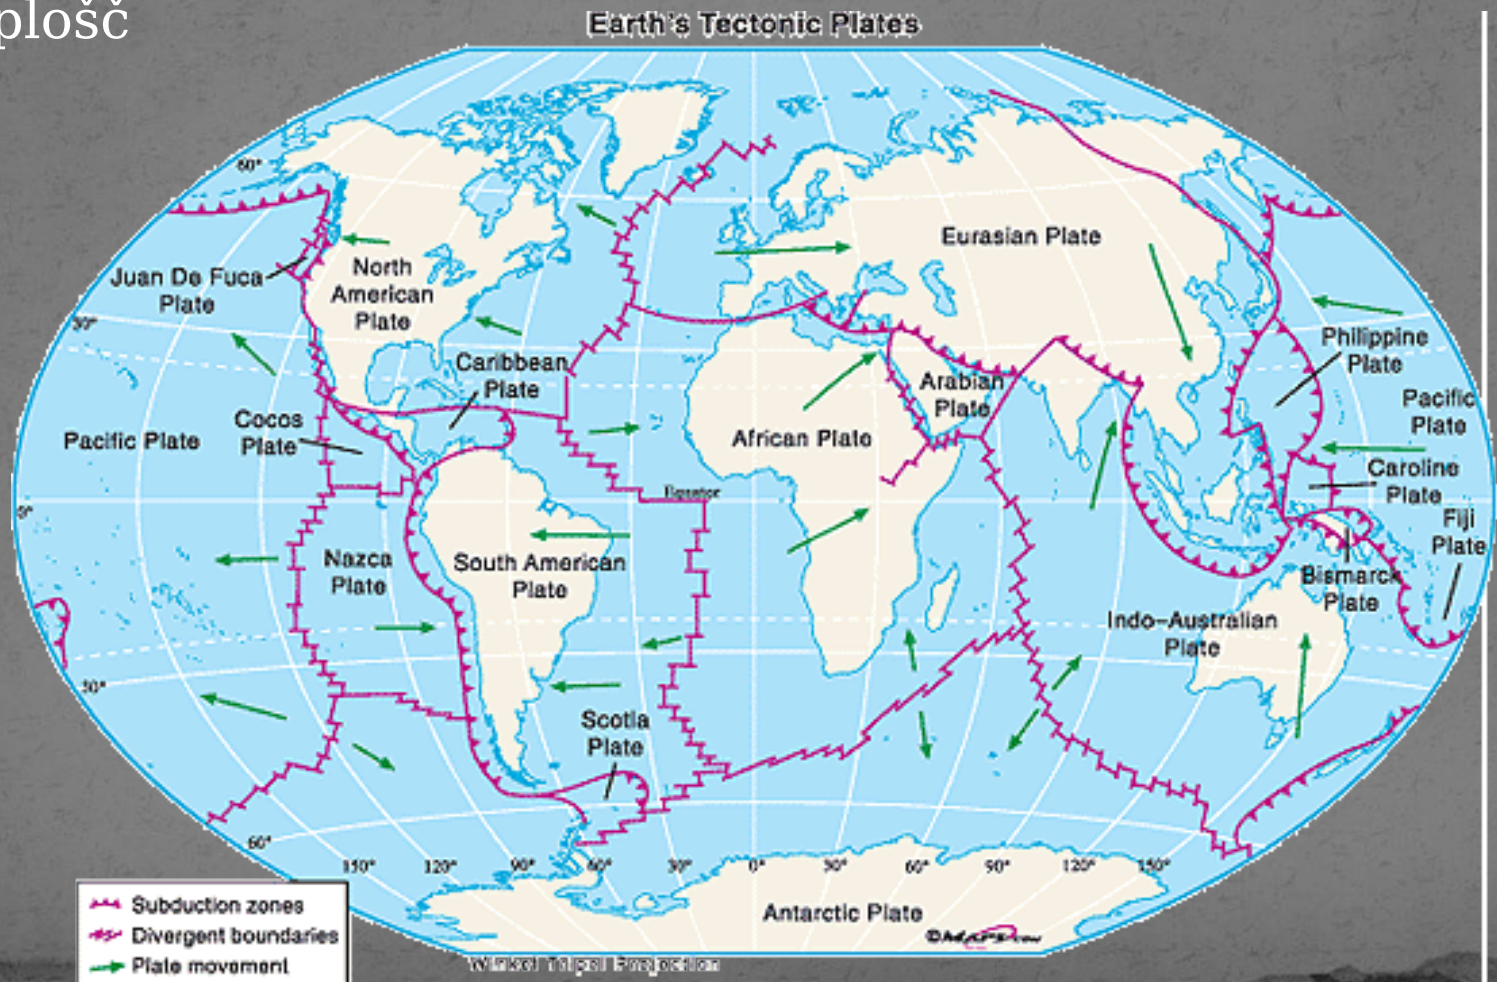 plošč
Earth's Tectonic Plates
60°
Eurasian Plate
Juan De Fuca
Plate
North
American
Plate
30°
Philippine
Plate
Caribbean
Plate
Arabian
Plate
Pacific
Plate
Cocos
Plate
Pacific Plate
African Plate
Caroline
Plate
Equator
0°
Fiji
Plate
Nazca
Plate
South American
Plate
Bismarck
Plate
Indo-Australian
Plate
30°
Scotia
Plate
60°
150° 120° 90° 60° 30° 0° 30° 60° 90° 120° 150°
Subduction zones
Divergent boundaries
Plate movement
Antarctic Plate
©MAPS.com
Winkel Tripel Projection